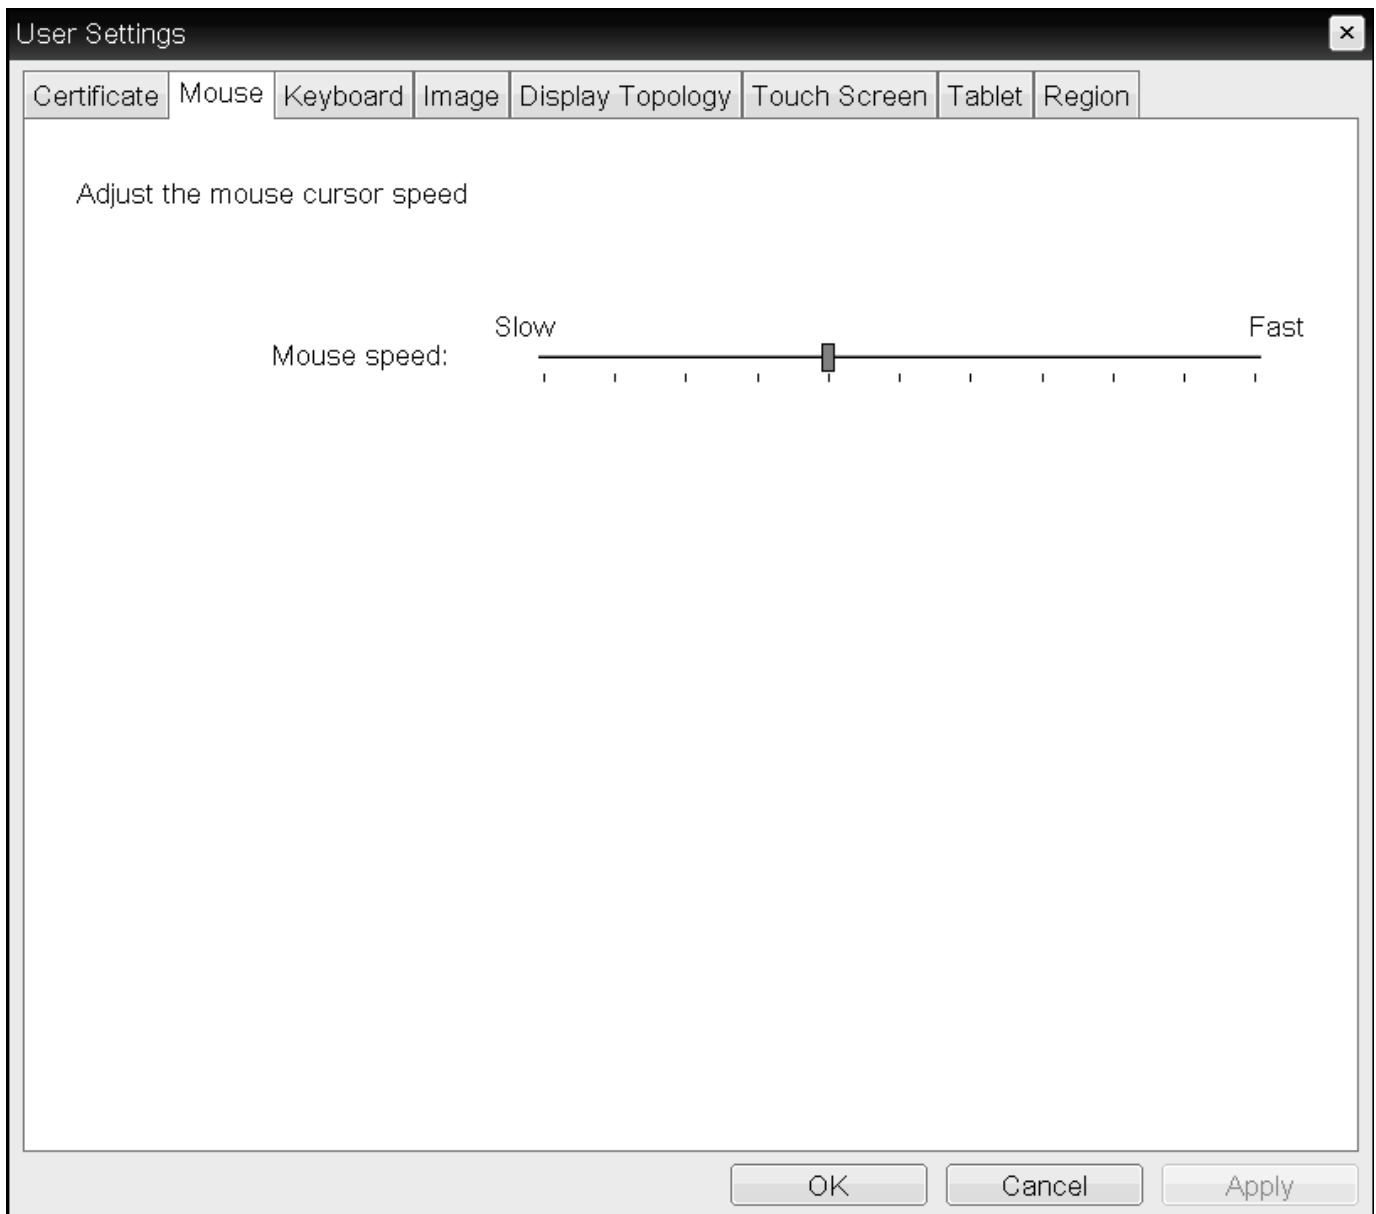 User Settings
Certificate Mouse Keyboard Image Display Topology Touch Screen Tablet Region
Adjust the mouse cursor speed
Slow Fast
Mouse speed:
OK Cancel Apply